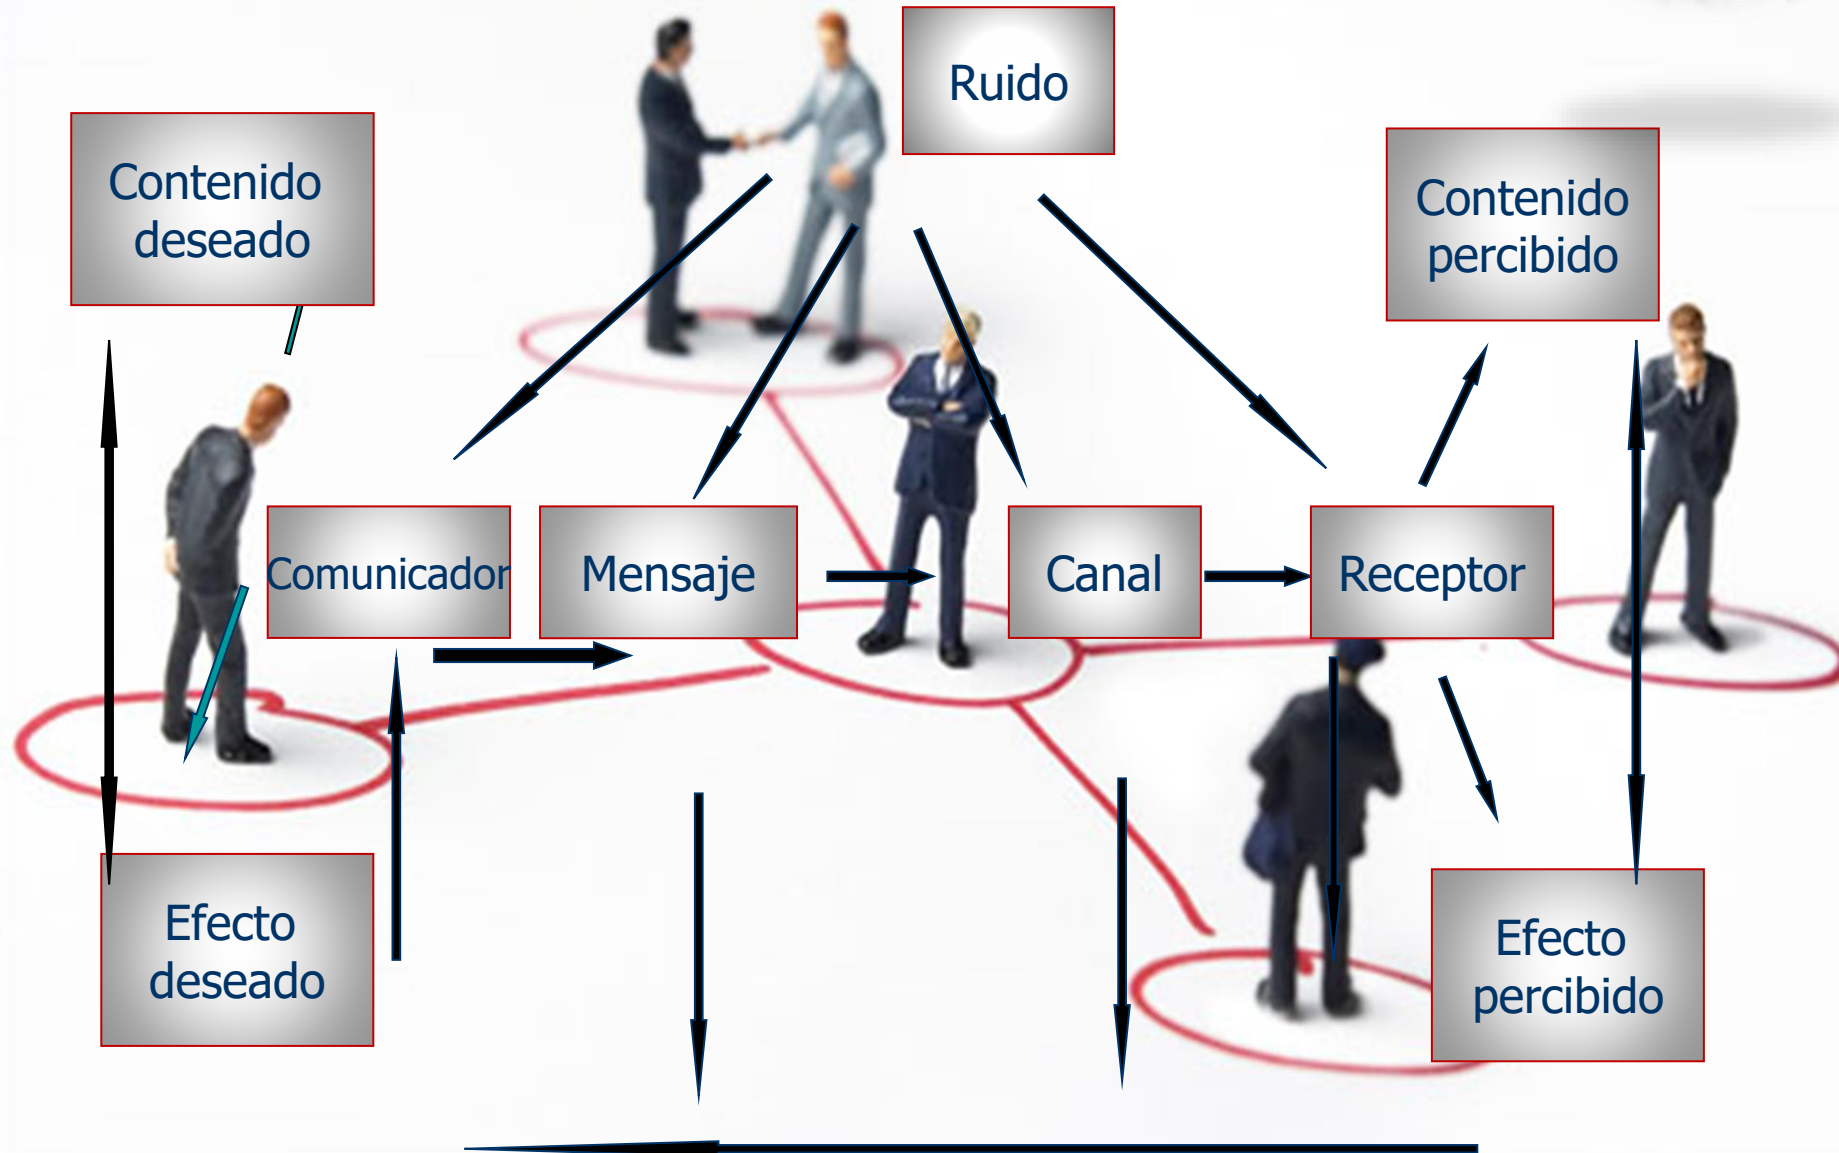 Ruido
Contenido
deseado
Contenido
percibido
Comunicador
Mensaje
Canal
Receptor
Efecto
deseado
Efecto
percibido